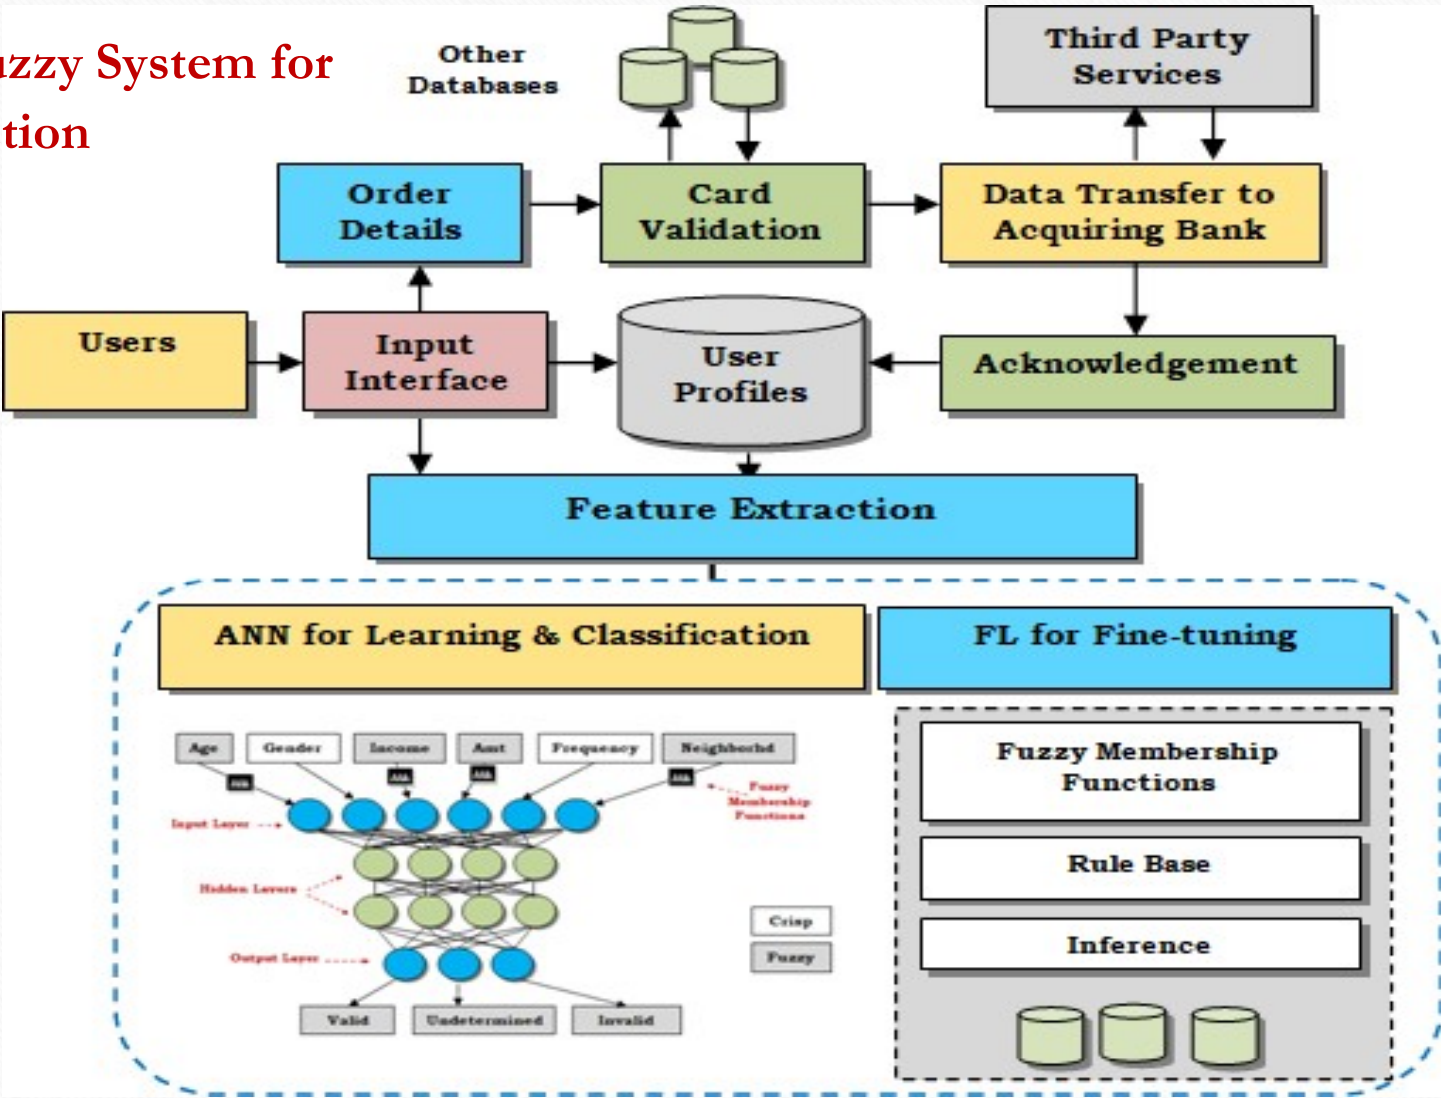 uzzy System for
tion
Other
Databases
Third Party
Services
Order
Details
Card
Validation
Data Transfer to
Acquiring Bank
Users
Input
Interface
User
Profiles
Acknowledgement
Feature Extraction
ANN for Learning & Classification
FL for Fine-tuning
Age
Gender
Income
Amt
Frequency
Neighborhd
Fuzzy
Membership
Functions
Input Layer
Hidden Layers
Output Layer
Crisp
Fuzzy
Valid
Undetermined
Invalid
Fuzzy Membership
Functions
Rule Base
Inference